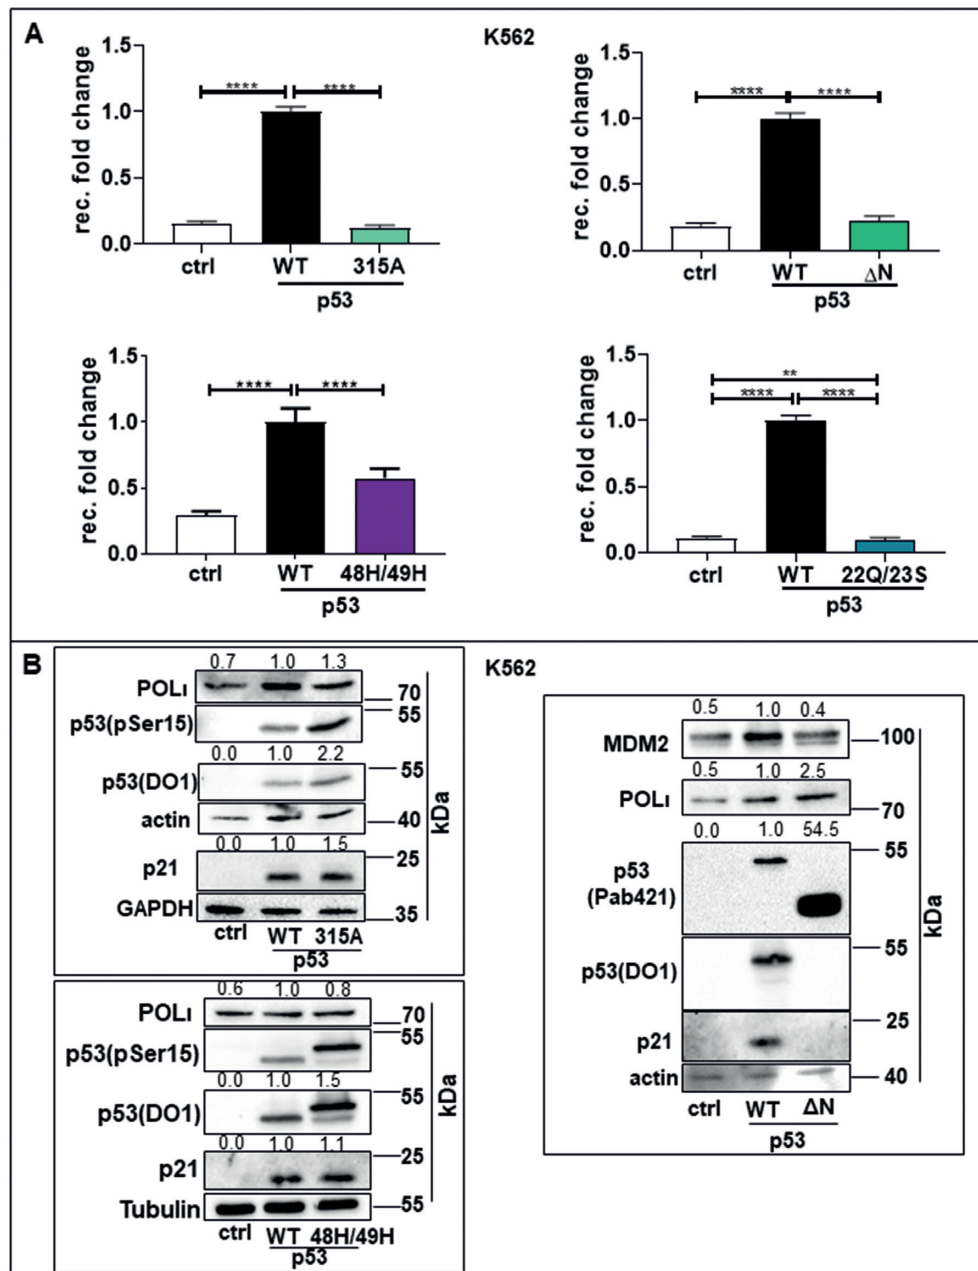 A
K562
rec. fold change
1.5
1.0
0.5
0.0
****
****
ctrl
WT
315A
p53
rec. fold change
1.5
1.0
0.5
0.0
****
****
ctrl
WT
ΔN
p53
rec. fold change
1.5
1.0
0.5
0.0
****
****
ctrl
WT
48H/49H
p53
rec. fold change
1.5
1.0
0.5
0.0
**
****
****
ctrl
WT
22Q/23S
p53
B
K562
0.7 1.0 1.3
POLι
70
p53(pSer15)
55
0.0 1.0 2.2
p53(DO1)
55
actin
40
0.0 1.0 1.5
p21
25
GAPDH
35
kDa
ctrl WT 315A
p53
0.6 1.0 0.8
POLι
70
p53(pSer15)
55
0.0 1.0 1.5
p53(DO1)
55
0.0 1.0 1.1
p21
25
Tubulin
55
kDa
ctrl WT 48H/49H
p53
0.5 1.0 0.4
MDM2
100
0.5 1.0 2.5
POLι
70
0.0 1.0 54.5
p53
(Pab421)
55
p53(DO1)
55
p21
25
actin
40
kDa
ctrl WT ΔN
p53